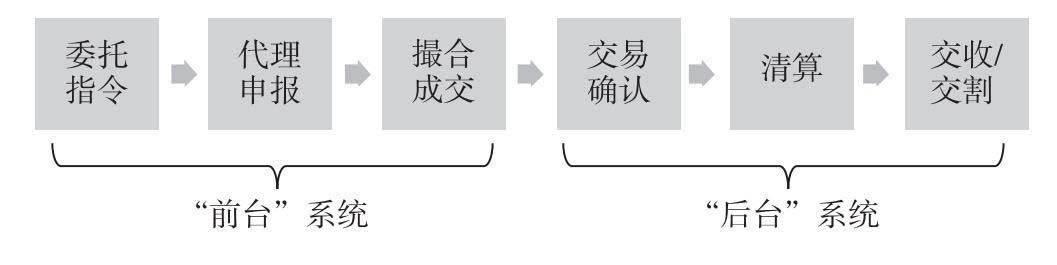 委托
指令
代理
申报
撮合
成交
交易
确认
清算
交收/
交割
“前台”系统
“后台”系统